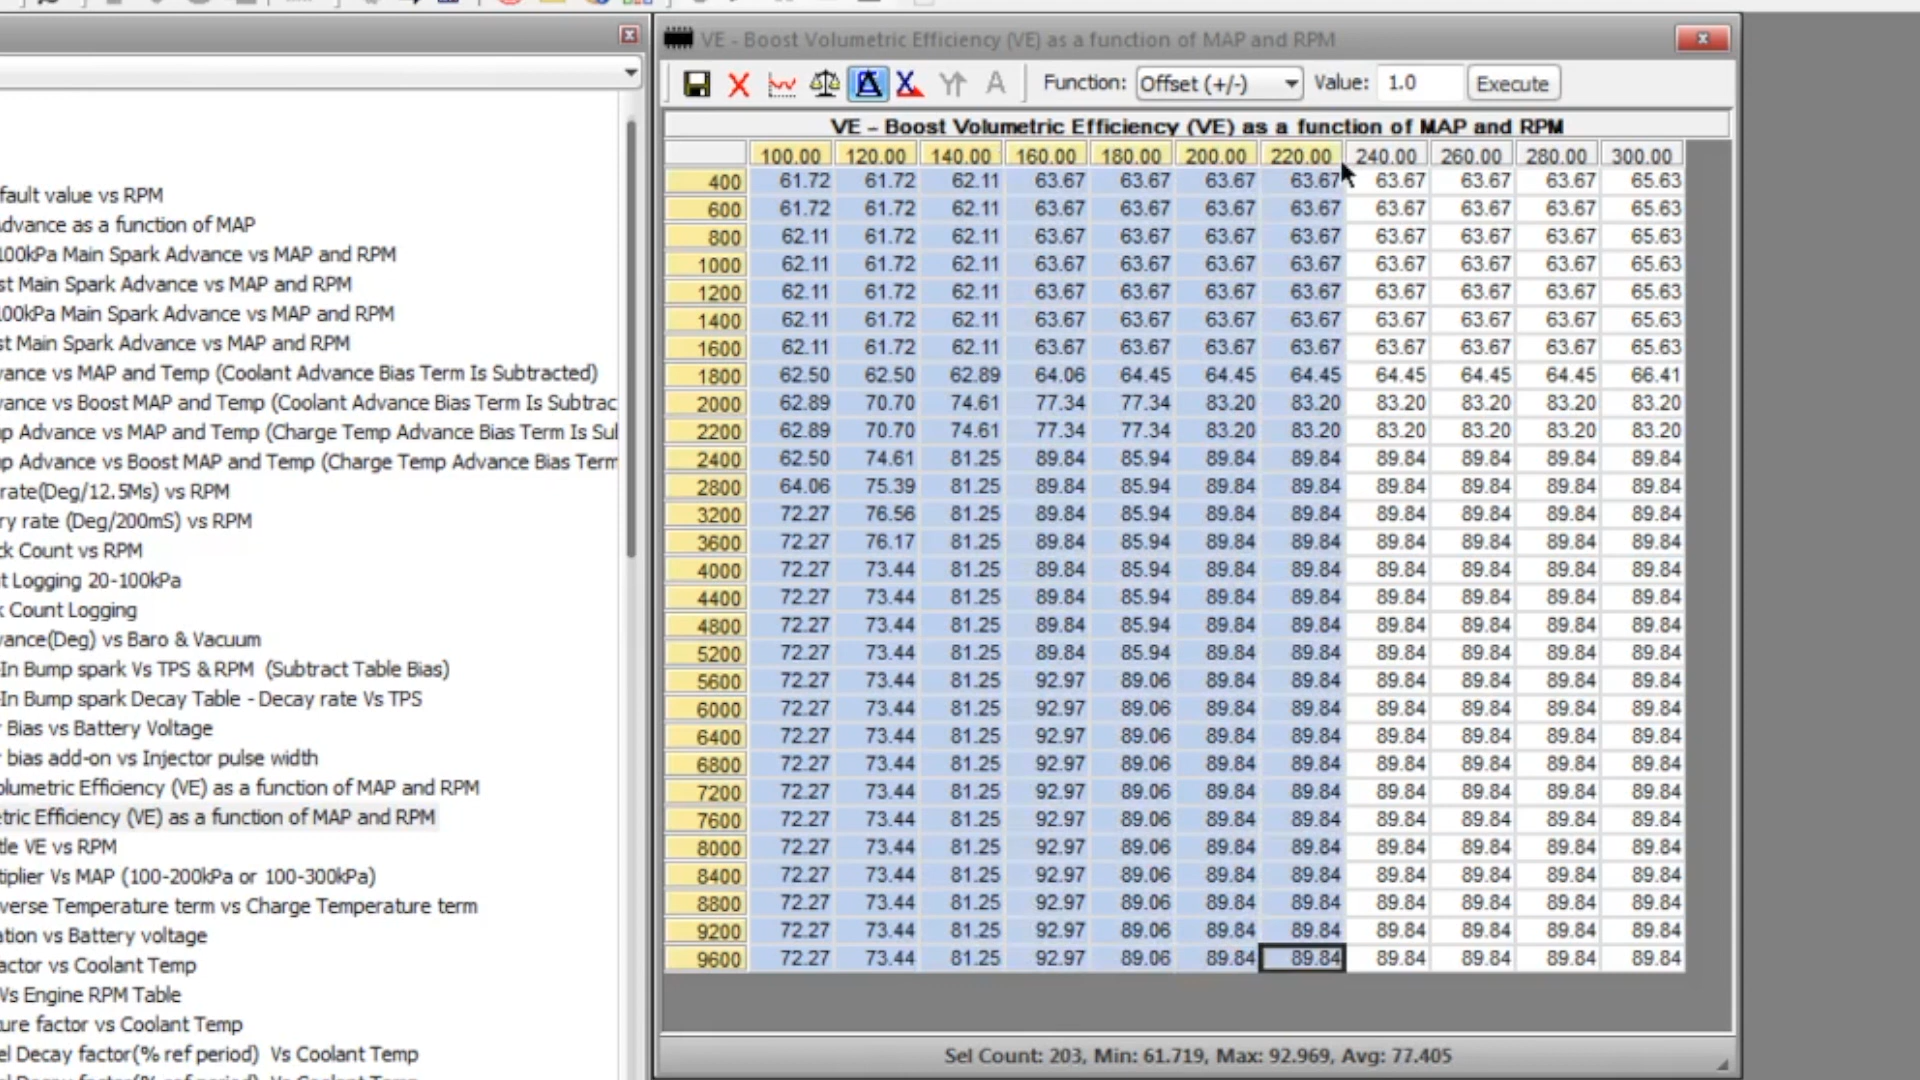 VE - Boost Volumetric Efficiency (VE) as a function of MAP and RPM
Function: Offset (+/-) Value: 1.0 Execute
VE - Boost Volumetric Efficiency (VE) as a function of MAP and RPM
100.00 120.00 140.00 160.00 180.00 200.00 220.00 240.00 260.00 280.00 300.00
400 61.72 61.72 62.11 63.67 63.67 63.67 63.67 63.67 63.67 63.67 65.63
600 61.72 61.72 62.11 63.67 63.67 63.67 63.67 63.67 63.67 63.67 65.63
800 62.11 61.72 62.11 63.67 63.67 63.67 63.67 63.67 63.67 63.67 65.63
1000 62.11 61.72 62.11 63.67 63.67 63.67 63.67 63.67 63.67 63.67 65.63
1200 62.11 61.72 62.11 63.67 63.67 63.67 63.67 63.67 63.67 63.67 65.63
1400 62.11 61.72 62.11 63.67 63.67 63.67 63.67 63.67 63.67 63.67 65.63
1600 62.11 61.72 62.11 63.67 63.67 63.67 63.67 63.67 63.67 63.67 65.63
1800 62.50 62.50 62.89 64.06 64.45 64.45 64.45 64.45 64.45 64.45 66.41
2000 62.89 70.70 74.61 77.34 77.34 83.20 83.20 83.20 83.20 83.20 83.20
2200 62.89 70.70 74.61 77.34 77.34 83.20 83.20 83.20 83.20 83.20 83.20
2400 62.50 74.61 81.25 89.84 85.94 89.84 89.84 89.84 89.84 89.84 89.84
2800 64.06 75.39 81.25 89.84 85.94 89.84 89.84 89.84 89.84 89.84 89.84
3200 72.27 76.56 81.25 89.84 85.94 89.84 89.84 89.84 89.84 89.84 89.84
3600 72.27 76.17 81.25 89.84 85.94 89.84 89.84 89.84 89.84 89.84 89.84
4000 72.27 73.44 81.25 89.84 85.94 89.84 89.84 89.84 89.84 89.84 89.84
4400 72.27 73.44 81.25 89.84 85.94 89.84 89.84 89.84 89.84 89.84 89.84
4800 72.27 73.44 81.25 89.84 85.94 89.84 89.84 89.84 89.84 89.84 89.84
5200 72.27 73.44 81.25 89.84 85.94 89.84 89.84 89.84 89.84 89.84 89.84
5600 72.27 73.44 81.25 92.97 89.06 89.84 89.84 89.84 89.84 89.84 89.84
6000 72.27 73.44 81.25 92.97 89.06 89.84 89.84 89.84 89.84 89.84 89.84
6400 72.27 73.44 81.25 92.97 89.06 89.84 89.84 89.84 89.84 89.84 89.84
6800 72.27 73.44 81.25 92.97 89.06 89.84 89.84 89.84 89.84 89.84 89.84
7200 72.27 73.44 81.25 92.97 89.06 89.84 89.84 89.84 89.84 89.84 89.84
7600 72.27 73.44 81.25 92.97 89.06 89.84 89.84 89.84 89.84 89.84 89.84
8000 72.27 73.44 81.25 92.97 89.06 89.84 89.84 89.84 89.84 89.84 89.84
8400 72.27 73.44 81.25 92.97 89.06 89.84 89.84 89.84 89.84 89.84 89.84
8800 72.27 73.44 81.25 92.97 89.06 89.84 89.84 89.84 89.84 89.84 89.84
9200 72.27 73.44 81.25 92.97 89.06 89.84 89.84 89.84 89.84 89.84 89.84
9600 72.27 73.44 81.25 92.97 89.06 89.84 89.84 89.84 89.84 89.84 89.84
Sel Count: 203, Min: 61.719, Max: 92.969, Avg: 77.405
fault value vs RPM
dvance as a function of MAP
100kPa Main Spark Advance vs MAP and RPM
st Main Spark Advance vs MAP and RPM
100kPa Main Spark Advance vs MAP and RPM
st Main Spark Advance vs MAP and RPM
vance vs MAP and Temp (Coolant Advance Bias Term Is Subtracted)
vance vs Boost MAP and Temp (Coolant Advance Bias Term Is Subtrac
p Advance vs MAP and Temp (Charge Temp Advance Bias Term Is Sul
p Advance vs Boost MAP and Temp (Charge Temp Advance Bias Term
rate(Deg/12.5Ms) vs RPM
ry rate (Deg/200mS) vs RPM
ck Count vs RPM
t Logging 20-100kPa
k Count Logging
vance(Deg) vs Baro & Vacuum
-In Bump spark Vs TPS & RPM (Subtract Table Bias)
-In Bump spark Decay Table - Decay rate Vs TPS
r Bias vs Battery Voltage
r bias add-on vs Injector pulse width
olumetric Efficiency (VE) as a function of MAP and RPM
etric Efficiency (VE) as a function of MAP and RPM
tle VE vs RPM
tiplier Vs MAP (100-200kPa or 100-300kPa)
verse Temperature term vs Charge Temperature term
ation vs Battery voltage
actor vs Coolant Temp
Vs Engine RPM Table
ure factor vs Coolant Temp
el Decay factor(% ref period) Vs Coolant Temp